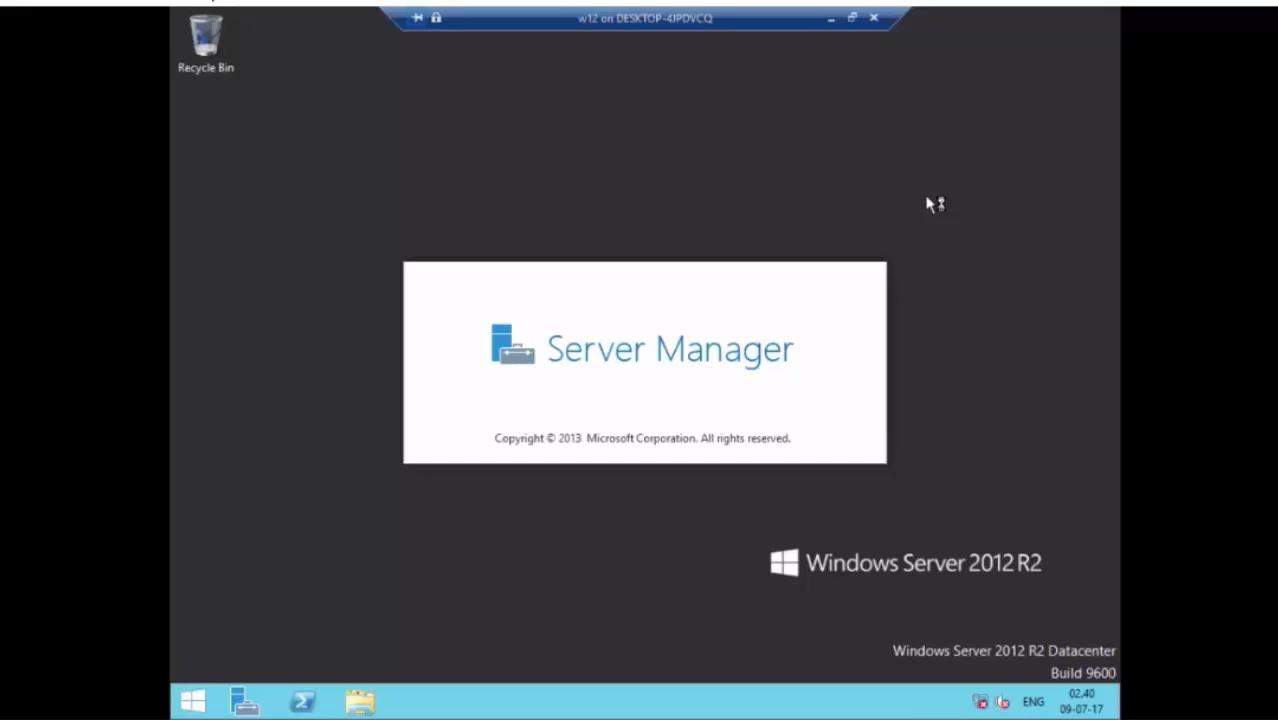 w12 on DESKTOP-4JPDVCQ
Recycle Bin
Server Manager
Copyright © 2013 Microsoft Corporation. All rights reserved.
Windows Server 2012 R2
Windows Server 2012 R2 Datacenter
Build 9600
ENG
02.40
09-07-17